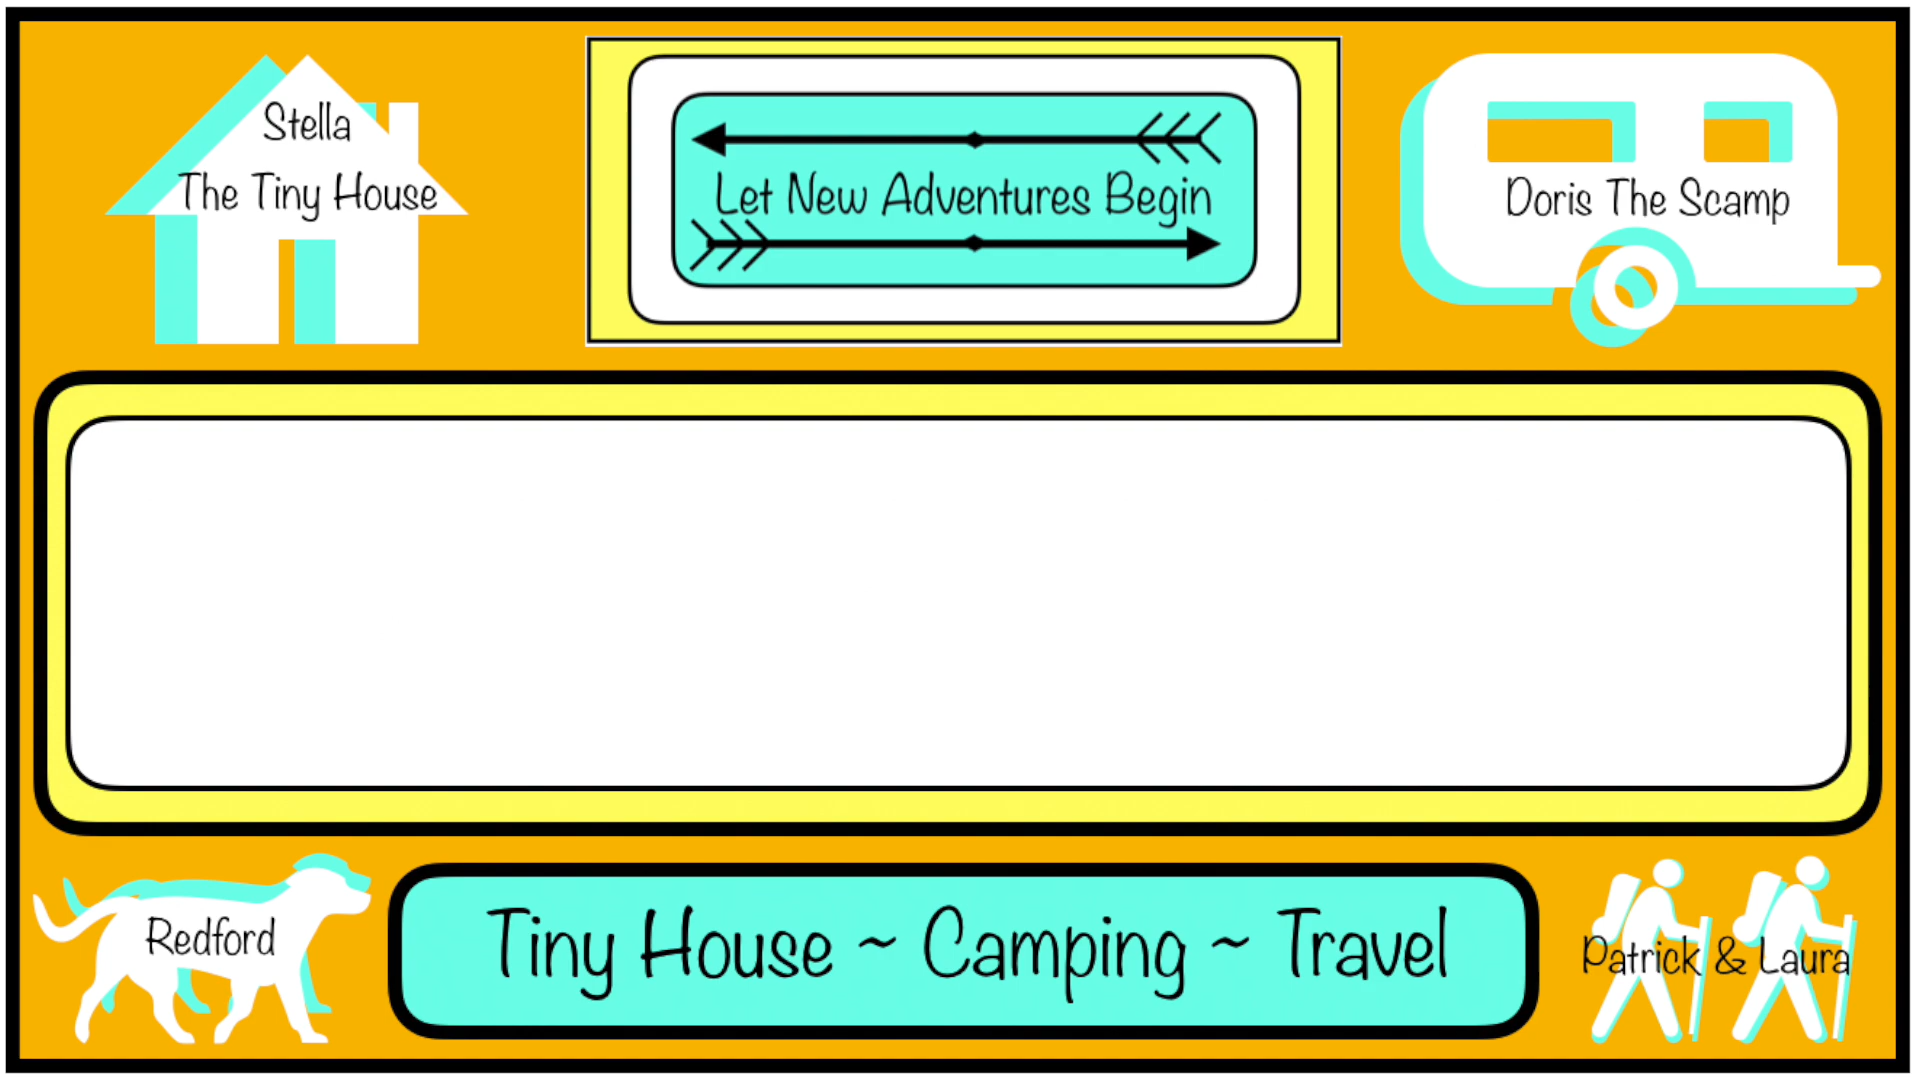 Stella
The Tiny House
Let New Adventures Begin
Doris The Scamp
Redford
Tiny House ~ Camping ~ Travel
Patrick & Laura